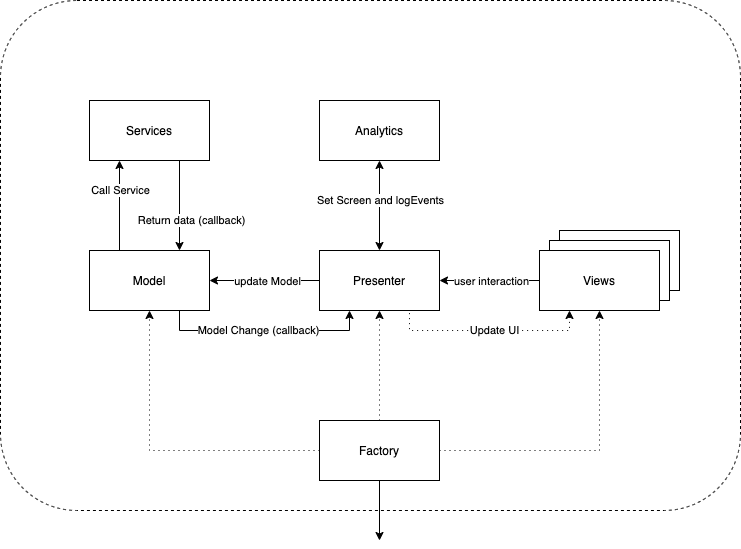 Services
Analytics
Call Service
Set Screen and logEvents
Return data (callback)
Model
update Model
Presenter
user interaction
Views
Model Change (callback)
Update UI
Factory